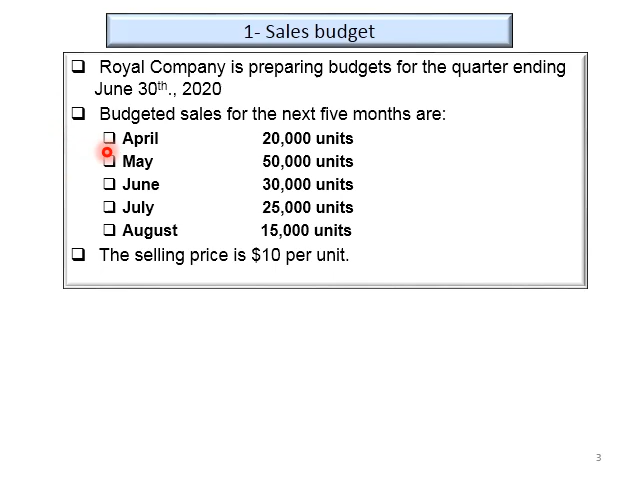 1- Sales budget
Royal Company is preparing budgets for the quarter ending
June 30th., 2020
Budgeted sales for the next five months are:
April 20,000 units
May 50,000 units
June 30,000 units
July 25,000 units
August 15,000 units
The selling price is $10 per unit.
3